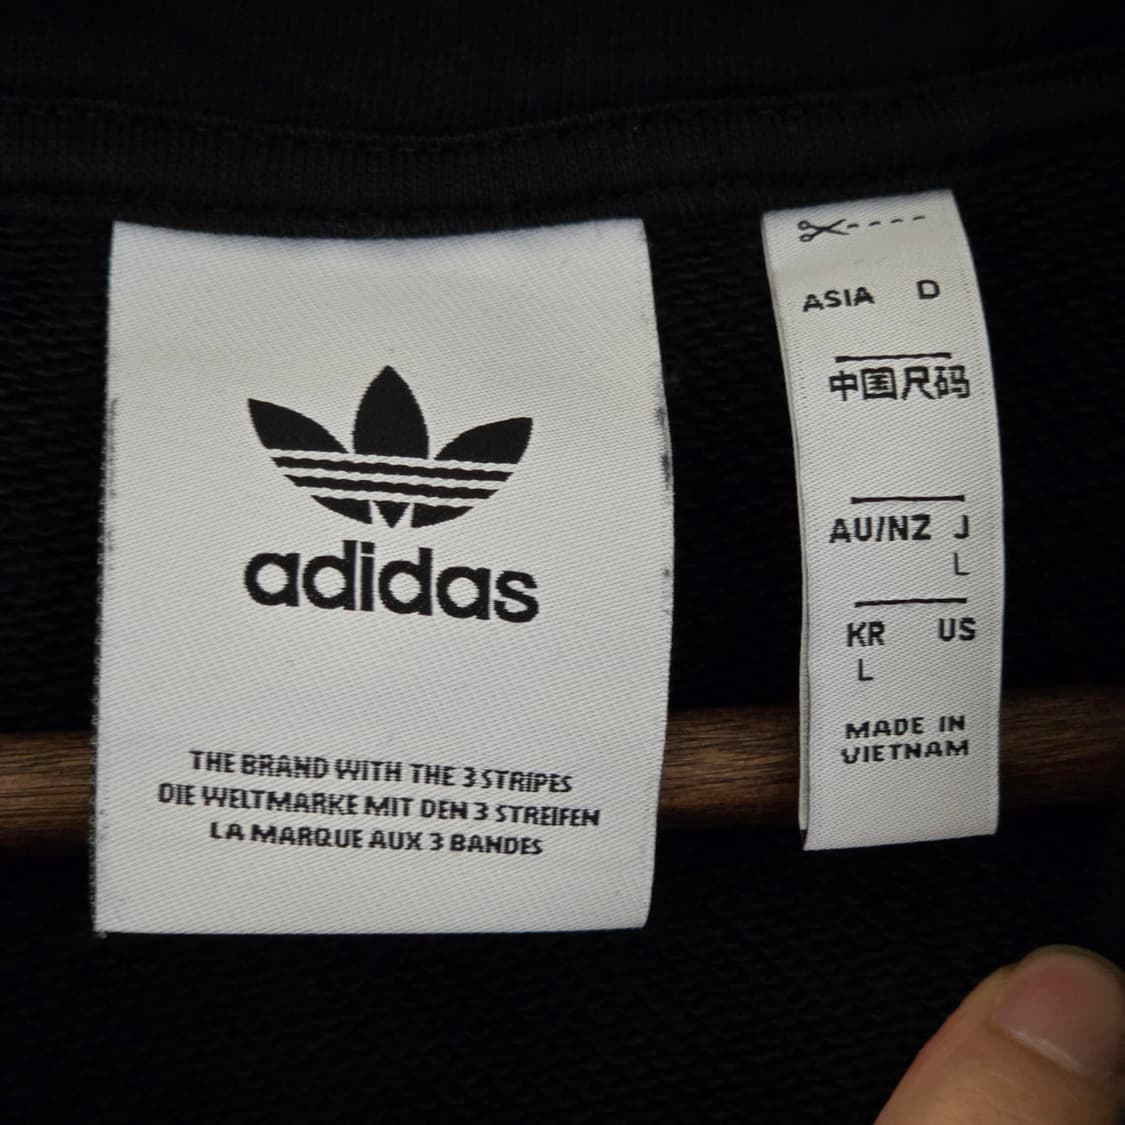 adidas
THE BRAND WITH THE 3 STRIPES
DIE WELTMARKE MIT DEN 3 STREIFEN
LA MARQUE AUX 3 BANDES
ASIA D
中国尺码
AU/NZ J
L
KR US
L
MADE IN
VIETNAM